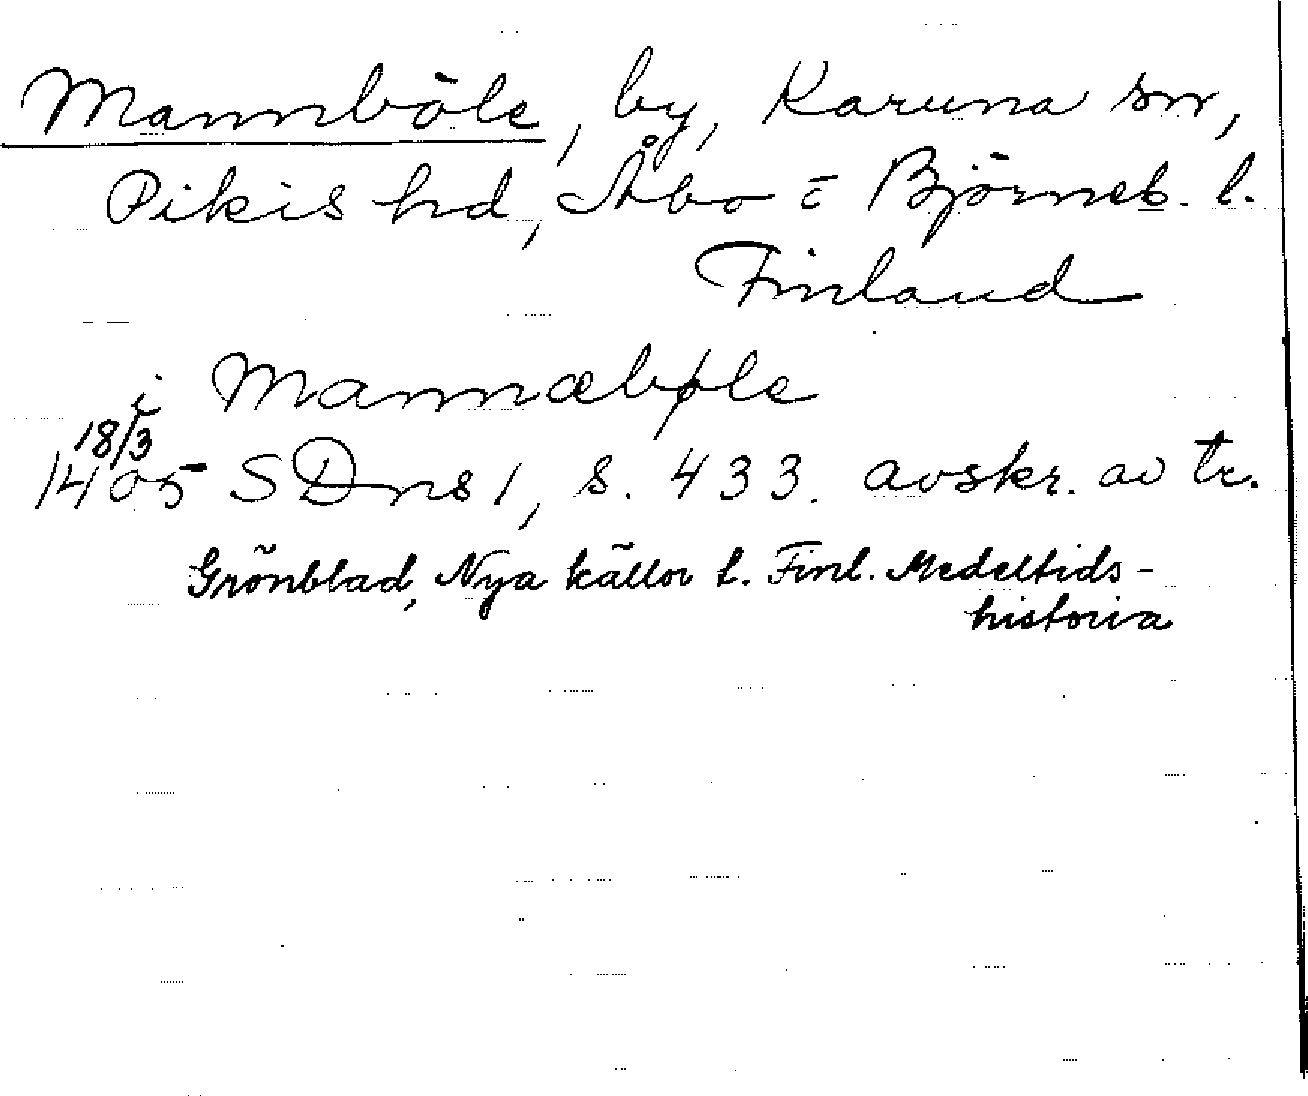 Mannböle, by, Karuna sn,
Pikis hd, Åbo o Björneb. l.
Finland
i Mannæbøle
18/3
1405 SDns 1, s. 433. avskr. av tr.
Grönblad, Nya källor t. Finl. Medeltids-
historia